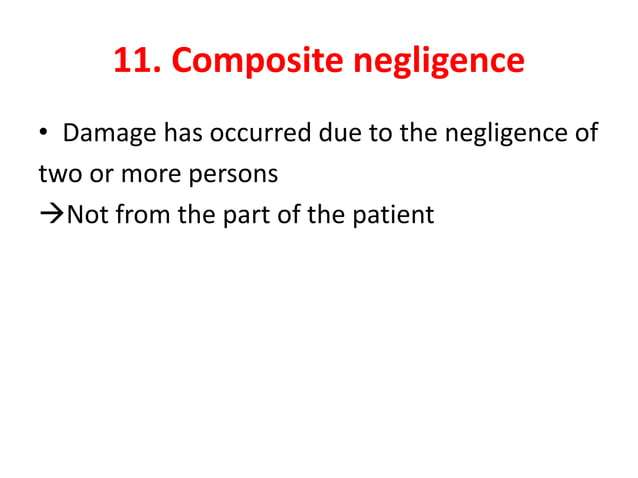 11. Composite negligence
• Damage has occurred due to the negligence of
two or more persons
→Not from the part of the patient